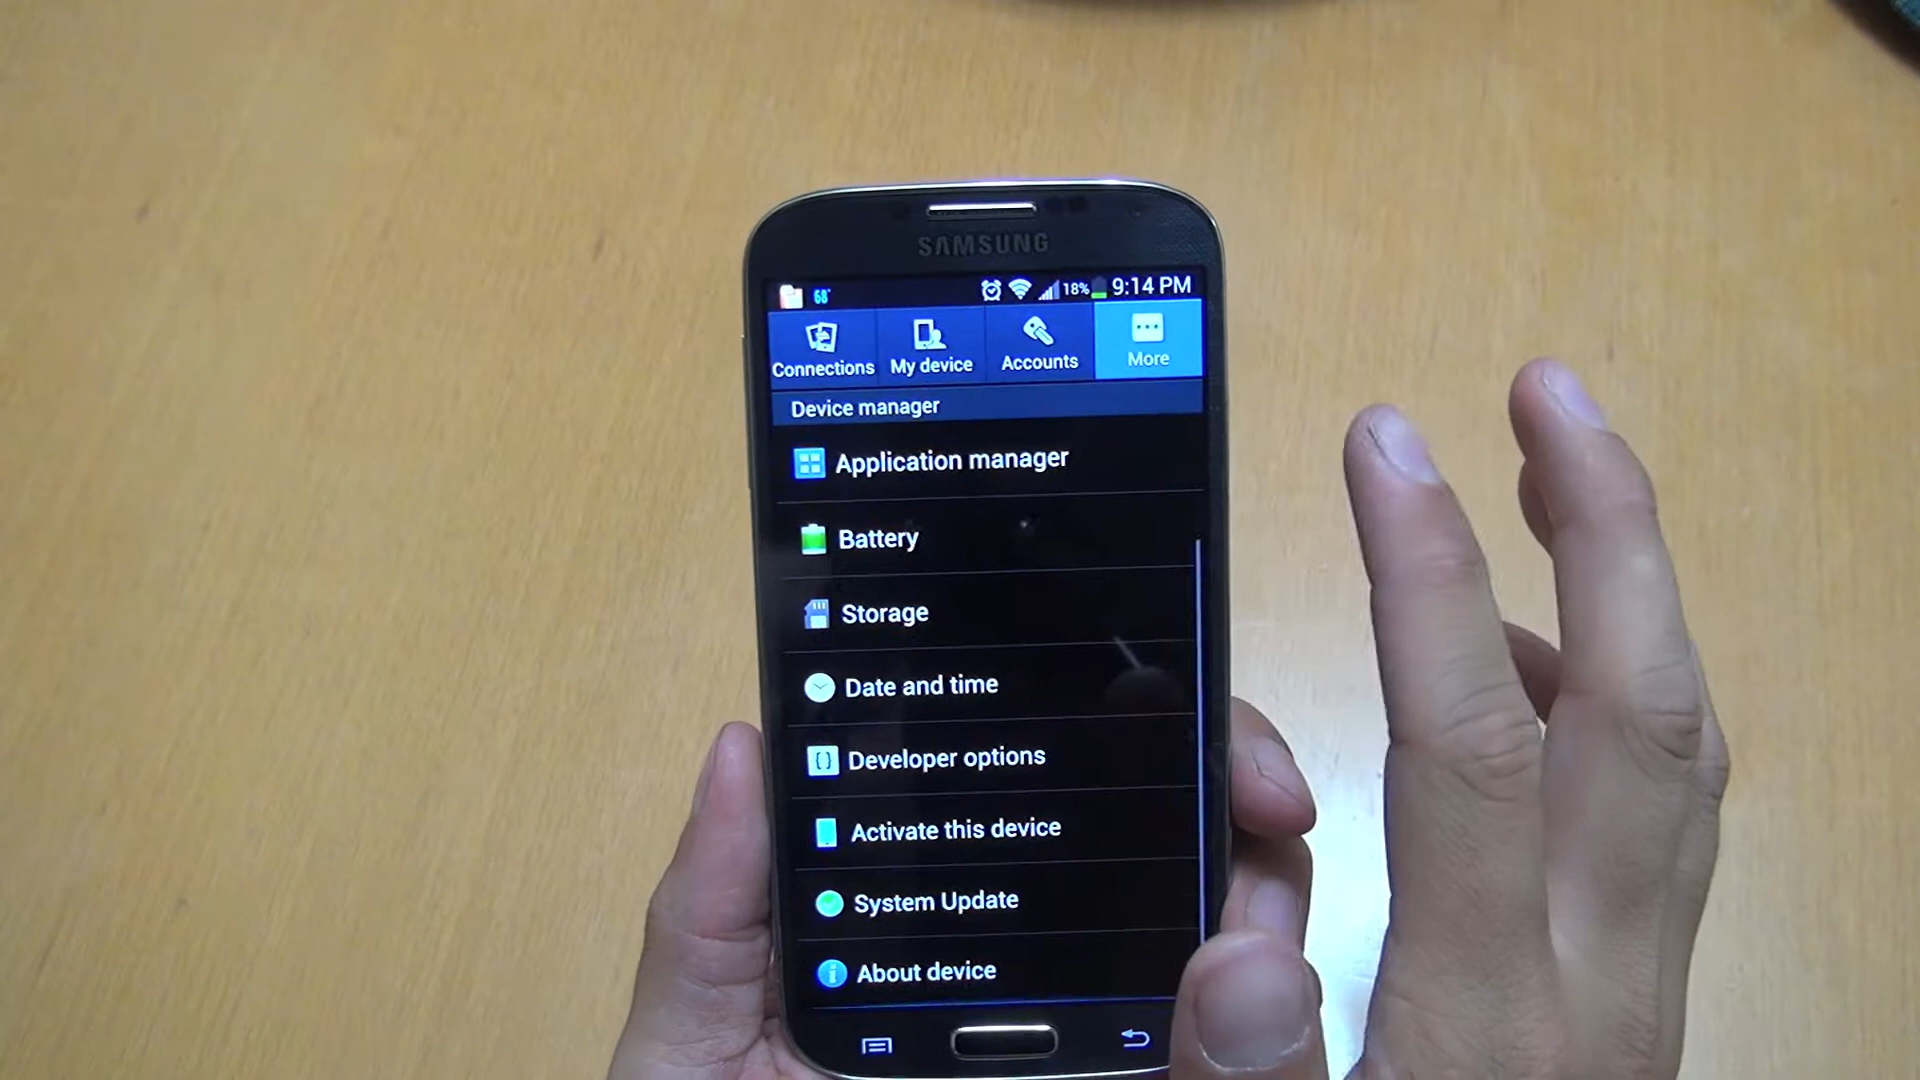 SAMSUNG
68° 18% 9:14 PM
Connections My device Accounts More
Device manager
Application manager
Battery
Storage
Date and time
Developer options
Activate this device
System Update
About device